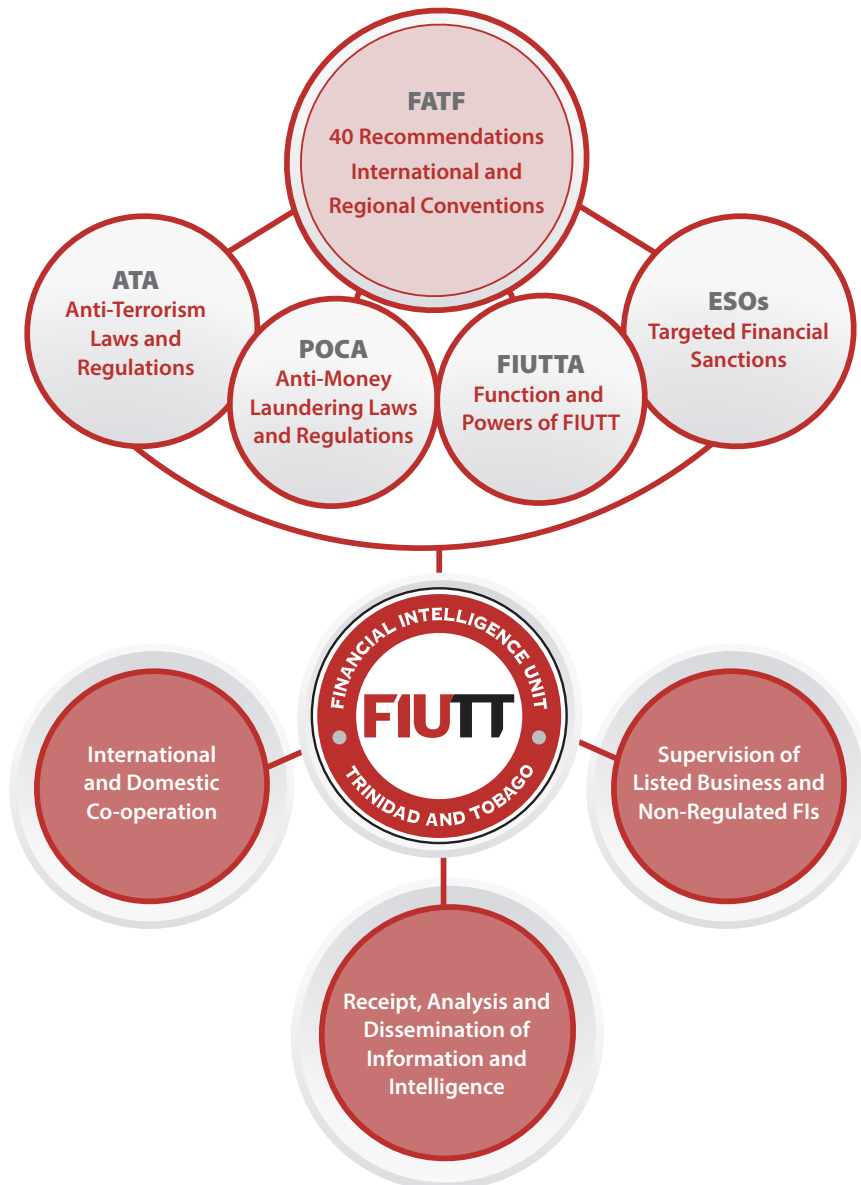 FATF
40 Recommendations
International and
Regional Conventions
ATA
Anti-Terrorism
Laws and
Regulations
POCA
Anti-Money
Laundering Laws
and Regulations
FIUTTA
Function and
Powers of FIUTT
ESOs
Targeted Financial
Sanctions
FINANCIAL INTELLIGENCE UNIT
FIUTT
TRINIDAD AND TOBAGO
International
and Domestic
Co-operation
Supervision of
Listed Business and
Non-Regulated FIs
Receipt, Analysis and
Dissemination of
Information and
Intelligence